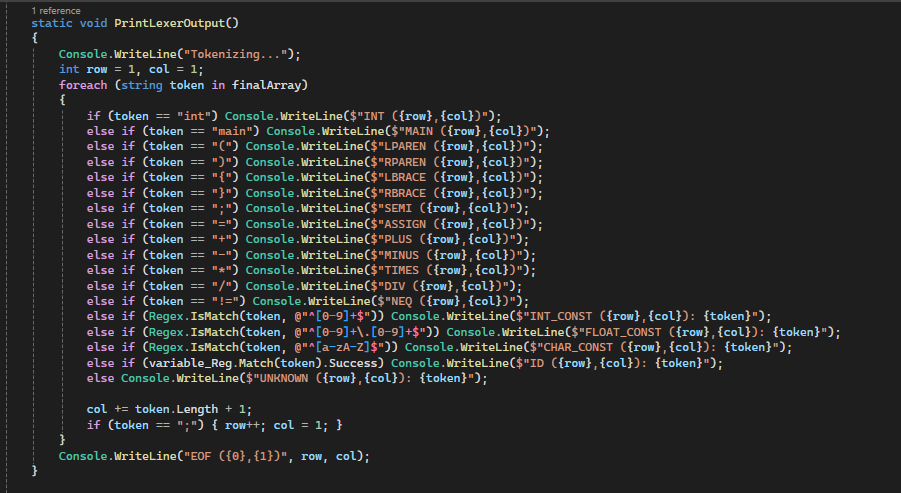 1 reference
static void PrintLexerOutput()
{
    Console.WriteLine("Tokenizing...");
    int row = 1, col = 1;
    foreach (string token in finalArray)
    {
        if (token == "int") Console.WriteLine($"INT ({row},{col})");
        else if (token == "main") Console.WriteLine($"MAIN ({row},{col})");
        else if (token == "(") Console.WriteLine($"LPAREN ({row},{col})");
        else if (token == ")") Console.WriteLine($"RPAREN ({row},{col})");
        else if (token == "{") Console.WriteLine($"LBRACE ({row},{col})");
        else if (token == "}") Console.WriteLine($"RBRACE ({row},{col})");
        else if (token == ";") Console.WriteLine($"SEMI ({row},{col})");
        else if (token == "=") Console.WriteLine($"ASSIGN ({row},{col})");
        else if (token == "+") Console.WriteLine($"PLUS ({row},{col})");
        else if (token == "-") Console.WriteLine($"MINUS ({row},{col})");
        else if (token == "*") Console.WriteLine($"TIMES ({row},{col})");
        else if (token == "/") Console.WriteLine($"DIV ({row},{col})");
        else if (token == "!=") Console.WriteLine($"NEQ ({row},{col})");
        else if (Regex.IsMatch(token, @"^[0-9]+$")) Console.WriteLine($"INT_CONST ({row},{col}): {token}");
        else if (Regex.IsMatch(token, @"^[0-9]+\.[0-9]+$")) Console.WriteLine($"FLOAT_CONST ({row},{col}): {token}");
        else if (Regex.IsMatch(token, @"^[a-zA-Z]$")) Console.WriteLine($"CHAR_CONST ({row},{col}): {token}");
        else if (variable_Reg.Match(token).Success) Console.WriteLine($"ID ({row},{col}): {token}");
        else Console.WriteLine($"UNKNOWN ({row},{col}): {token}");

        col += token.Length + 1;
        if (token == ";") { row++; col = 1; }
    }
    Console.WriteLine("EOF ({0},{1})", row, col);
}